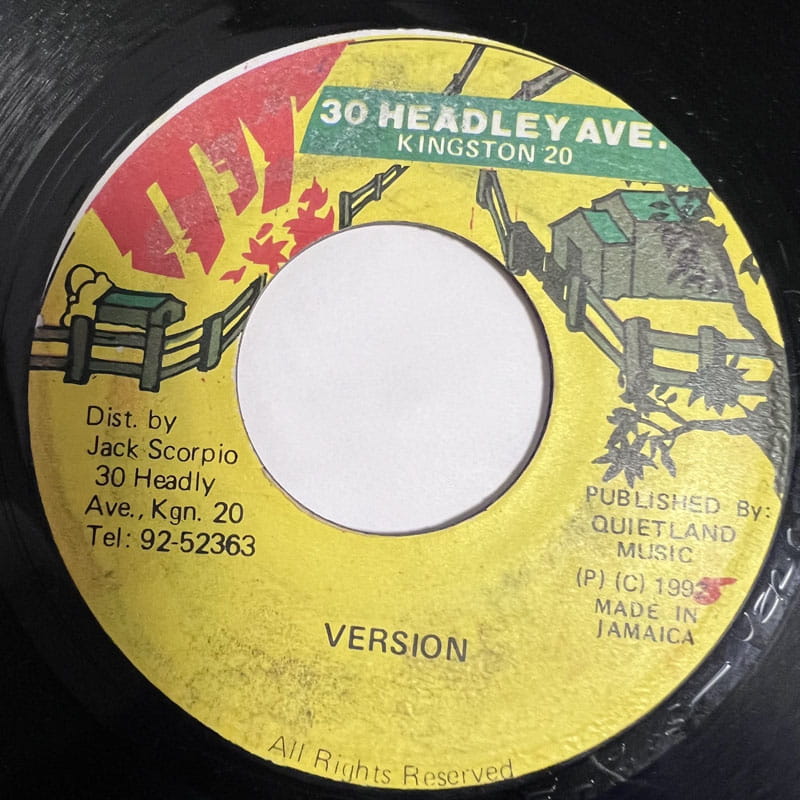 30 HEADLEY AVE.
KINGSTON 20
Dist. by
Jack Scorpio
30 Headly
Ave., Kgn. 20
Tel: 92-52363
PUBLISHED By:
QUIETLAND
MUSIC
(P) (C) 1995
MADE IN
JAMAICA
VERSION
All Rights Reserved